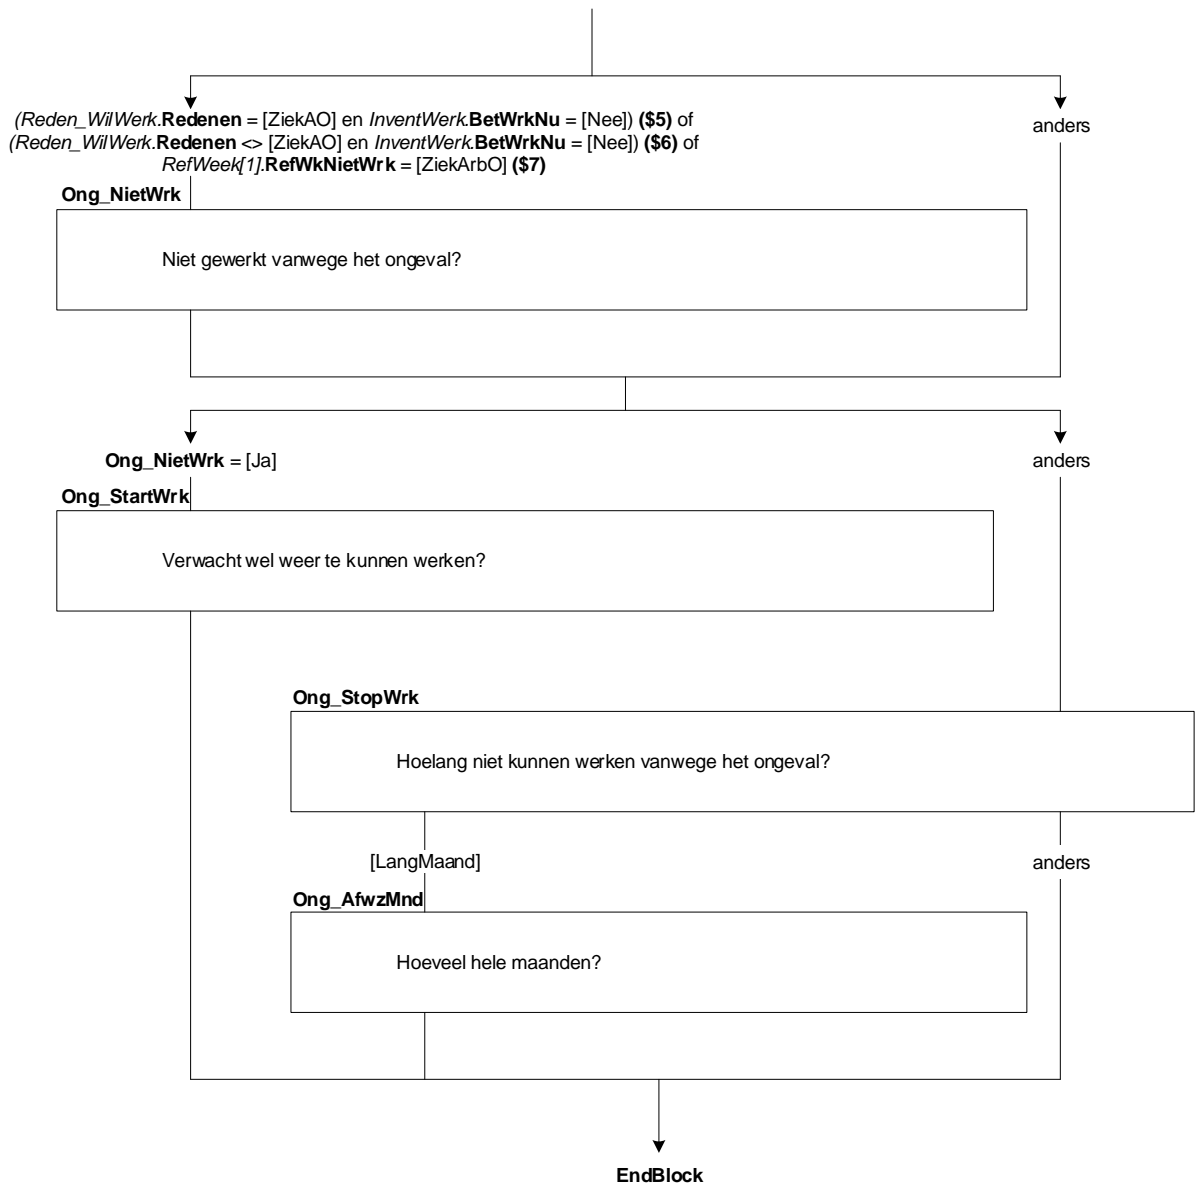 (Reden_WilWerk.Redenen = [ZiekAO] en InventWerk.BetWrkNu = [Nee]) ($5) of
(Reden_WilWerk.Redenen <> [ZiekAO] en InventWerk.BetWrkNu = [Nee]) ($6) of
RefWeek[1].RefWkNietWrk = [ZiekArbO] ($7)
anders
Ong_NietWrk
Niet gewerkt vanwege het ongeval?
Ong_NietWrk = [Ja]
anders
Ong_StartWrk
Verwacht wel weer te kunnen werken?
Ong_StopWrk
Hoelang niet kunnen werken vanwege het ongeval?
[LangMaand]
anders
Ong_AfwzMnd
Hoeveel hele maanden?
EndBlock